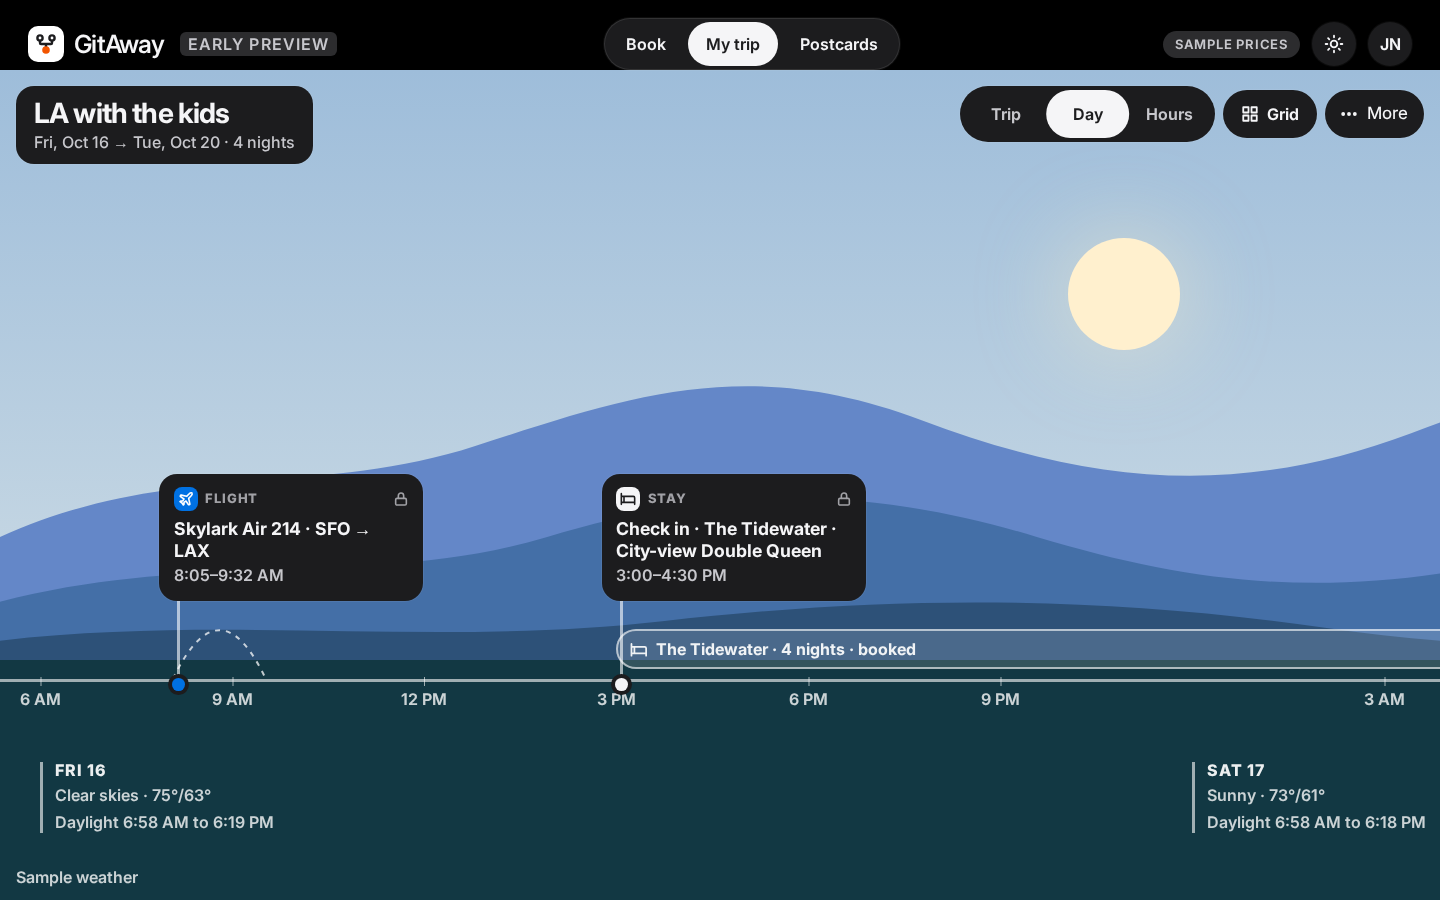 GitAway EARLY PREVIEW
Book My trip Postcards
SAMPLE PRICES JN
LA with the kids
Fri, Oct 16 → Tue, Oct 20 · 4 nights
Trip Day Hours Grid More
FLIGHT
Skylark Air 214 · SFO →
LAX
8:05–9:32 AM
STAY
Check in · The Tidewater ·
City-view Double Queen
3:00–4:30 PM
The Tidewater · 4 nights · booked
6 AM 9 AM 12 PM 3 PM 6 PM 9 PM 3 AM
FRI 16
Clear skies · 75°/63°
Daylight 6:58 AM to 6:19 PM
SAT 17
Sunny · 73°/61°
Daylight 6:58 AM to 6:18 PM
Sample weather